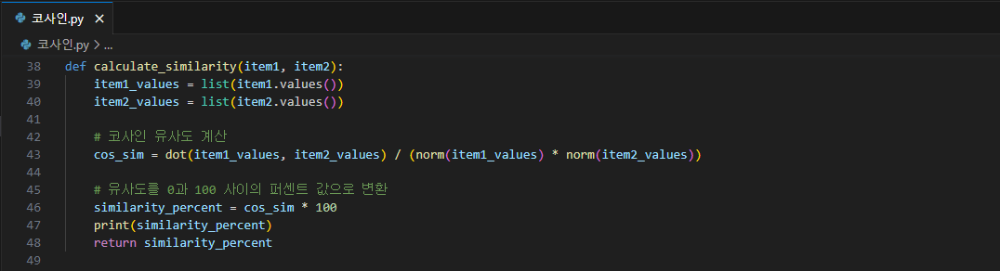 코사인.py ×
코사인.py > ...
38 def calculate_similarity(item1, item2):
39 item1_values = list(item1.values())
40 item2_values = list(item2.values())
41
42 # 코사인 유사도 계산
43 cos_sim = dot(item1_values, item2_values) / (norm(item1_values) * norm(item2_values))
44
45 # 유사도를 0과 100 사이의 퍼센트 값으로 변환
46 similarity_percent = cos_sim * 100
47 print(similarity_percent)
48 return similarity_percent
49